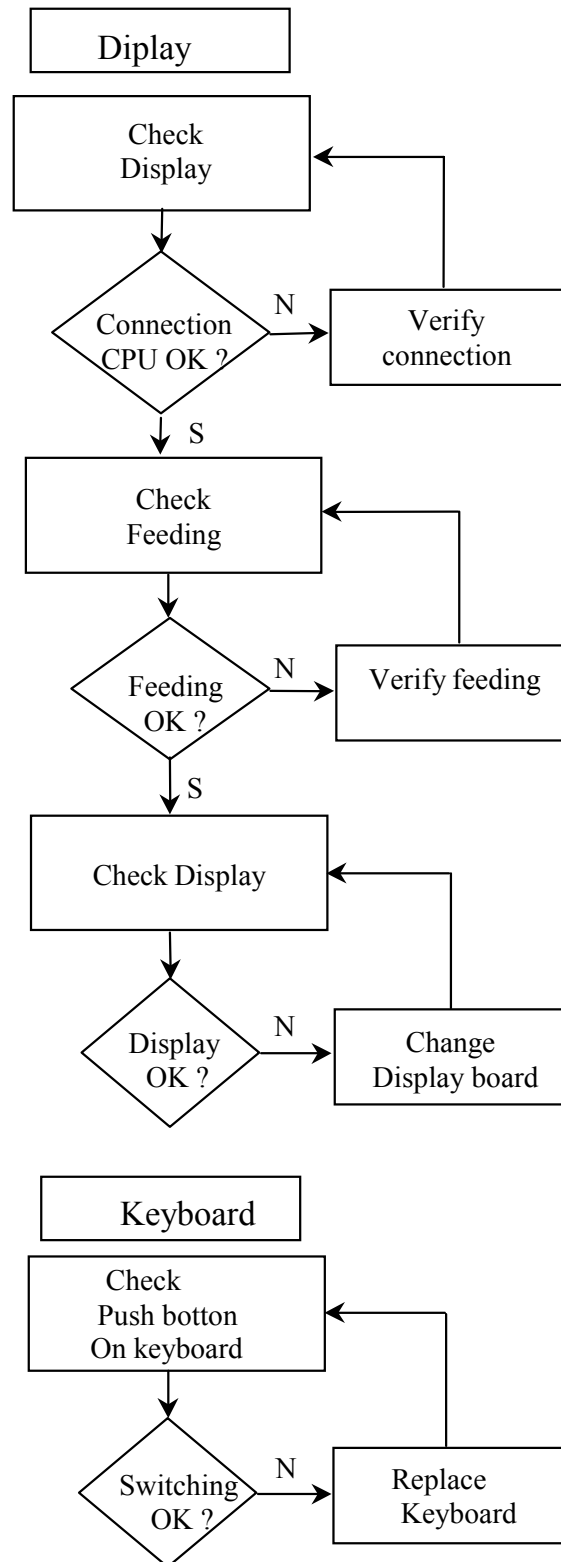 Diplay
Check
Display
Connection
CPU OK ?
N
Verify
connection
S
Check
Feeding
Feeding
OK ?
N
Verify feeding
S
Check Display
Display
OK ?
N
Change
Display board
Keyboard
Check
Push botton
On keyboard
Switching
OK ?
N
Replace
Keyboard